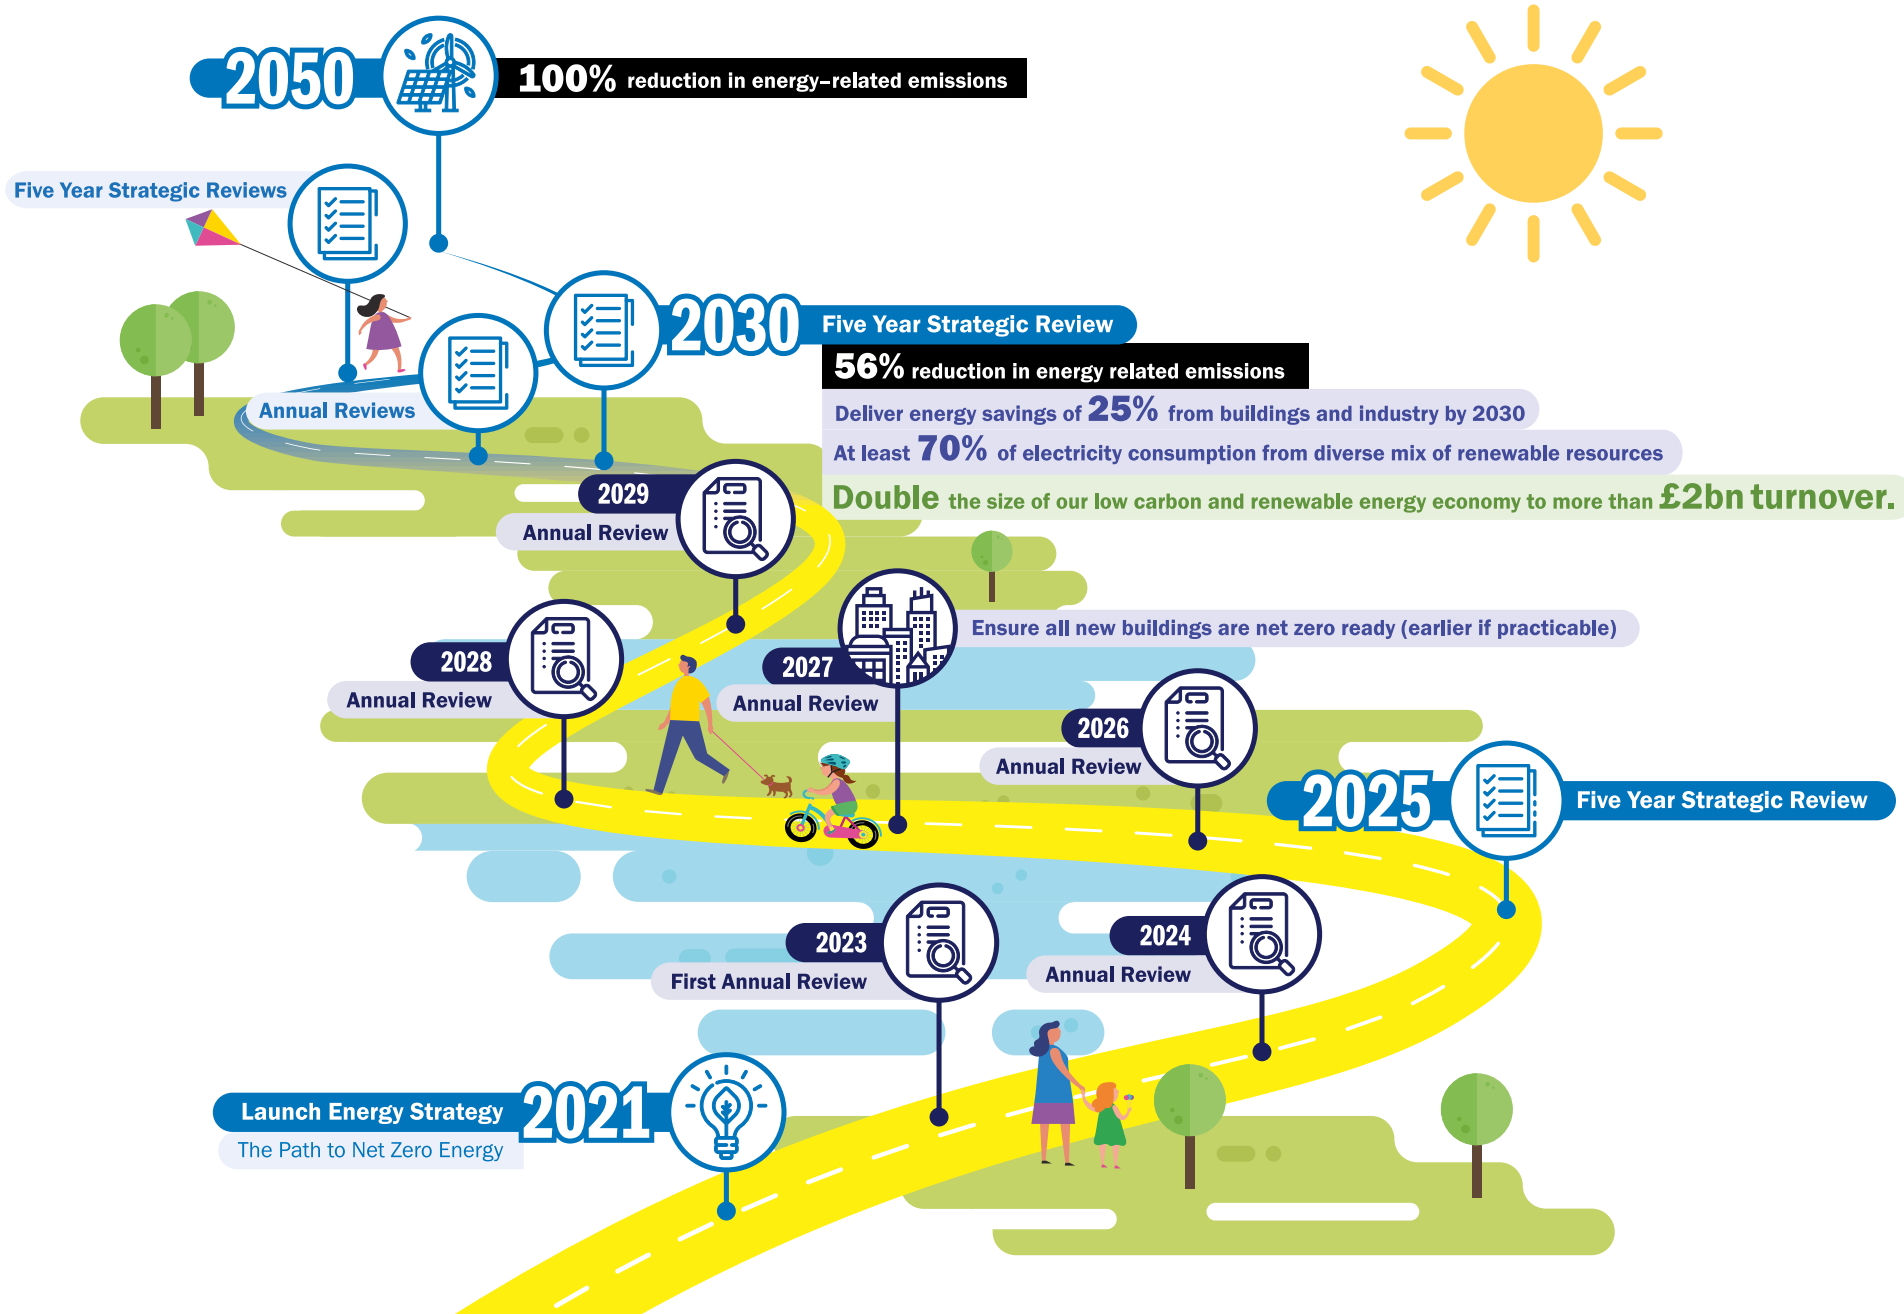 2050
100% reduction in energy-related emissions
Five Year Strategic Reviews
2030 Five Year Strategic Review
56% reduction in energy related emissions
Annual Reviews
Deliver energy savings of 25% from buildings and industry by 2030
At least 70% of electricity consumption from diverse mix of renewable resources
Double the size of our low carbon and renewable energy economy to more than £2bn turnover.
2029
Annual Review
Ensure all new buildings are net zero ready (earlier if practicable)
2028
Annual Review
2027
Annual Review
2026
Annual Review
2025 Five Year Strategic Review
2023
First Annual Review
2024
Annual Review
Launch Energy Strategy 2021
The Path to Net Zero Energy